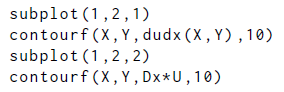 subplot(1,2,1)
contourf(X,Y,dudx(X,Y),10)
subplot(1,2,2)
contourf(X,Y,Dx*U,10)